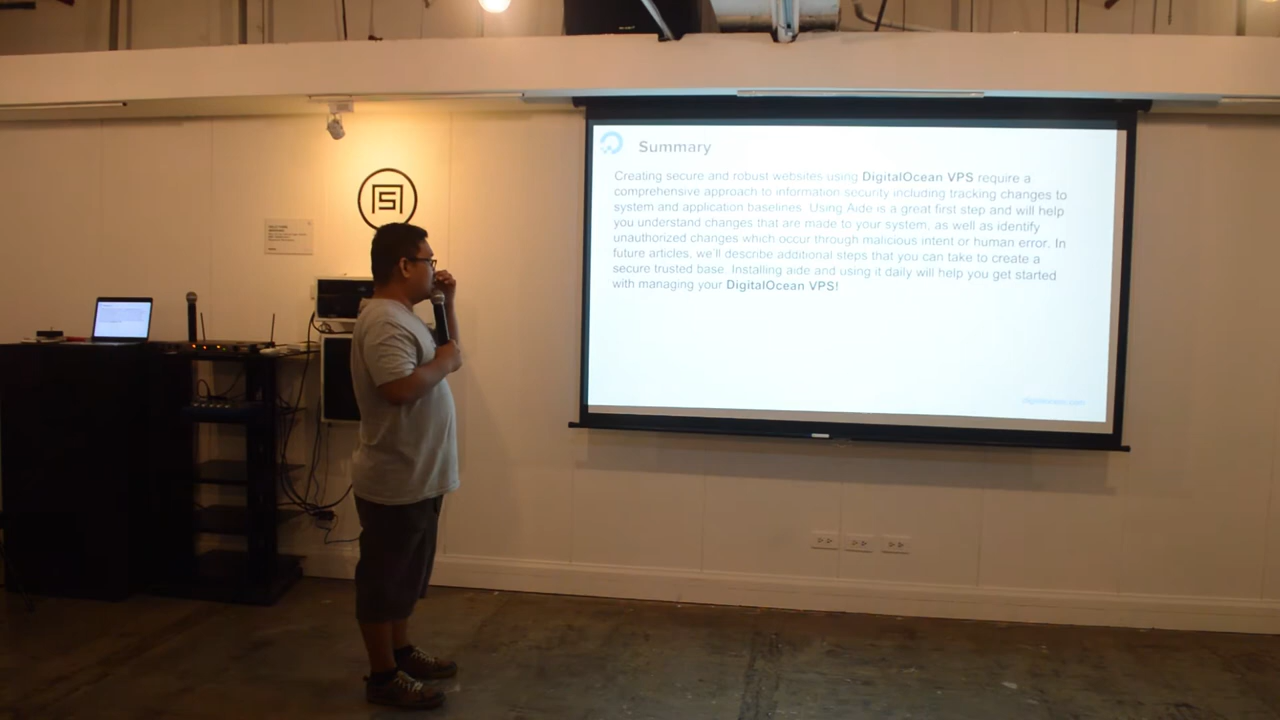 Summary
Creating secure and robust websites using DigitalOcean VPS require a
comprehensive approach to information security including tracking changes to
system and application baselines. Using Aide is a great first step and will help
you understand changes that are made to your system, as well as identify
unauthorized changes which occur through malicious intent or human error. In
future articles, we'll describe additional steps that you can take to create a
secure trusted base. Installing aide and using it daily will help you get started
with managing your DigitalOcean VPS!
digitalocean.com